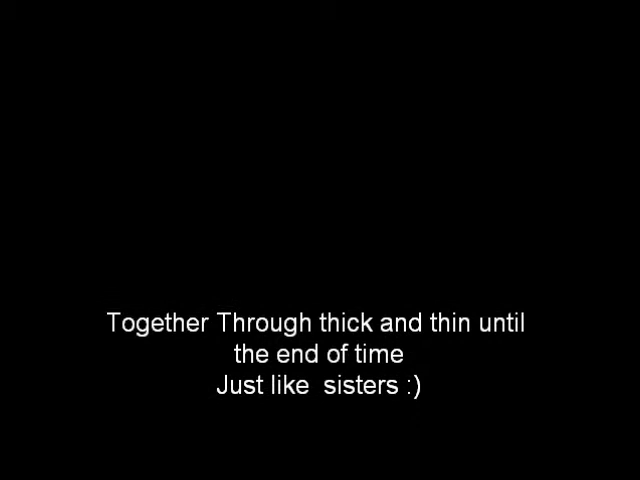 Together Through thick and thin until
the end of time
Just like  sisters :)